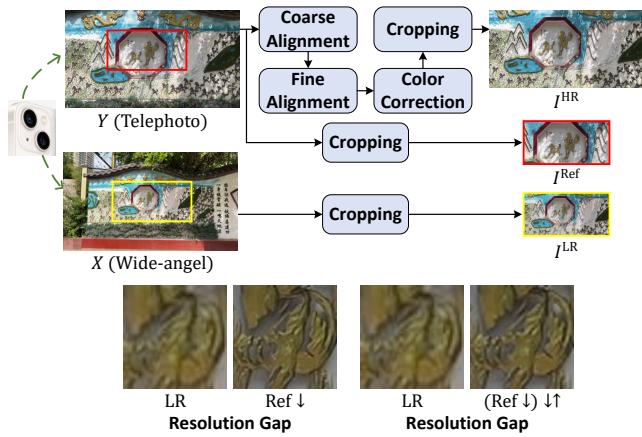 Coarse Alignment
Cropping
Fine Alignment
Color Correction
I^HR
Y (Telephoto)
Cropping
I^Ref
Cropping
I^LR
X (Wide-angel)
LR
Ref ↓
LR
(Ref ↓) ↓↑
Resolution Gap
Resolution Gap